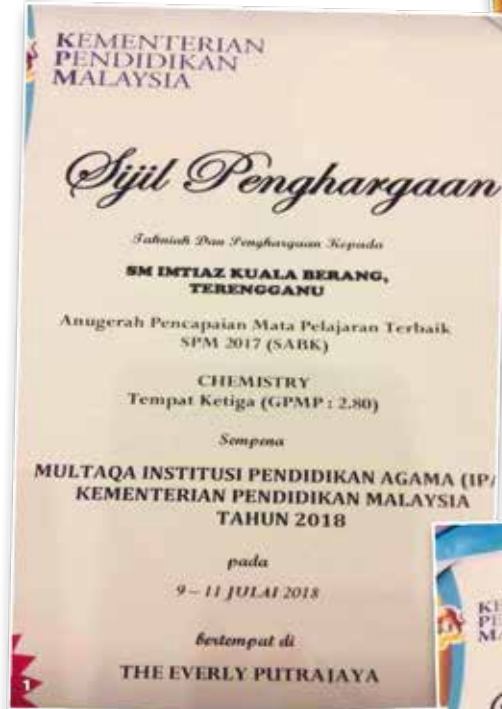 KEMENTERIAN
PENDIDIKAN
MALAYSIA
Sijil Penghargaan
Tahniah Dan Penghargaan Kepada
SM IMTIAZ KUALA BERANG,
TERENGGANU
Anugerah Pencapaian Mata Pelajaran Terbaik
SPM 2017 (SABK)
CHEMISTRY
Tempat Ketiga (GPMP : 2.80)
Sempena
MULTAQA INSTITUSI PENDIDIKAN AGAMA (IP
KEMENTERIAN PENDIDIKAN MALAYSIA
TAHUN 2018
pada
9 – 11 JULAI 2018
bertempat di
THE EVERLY PUTRAJAYA
1